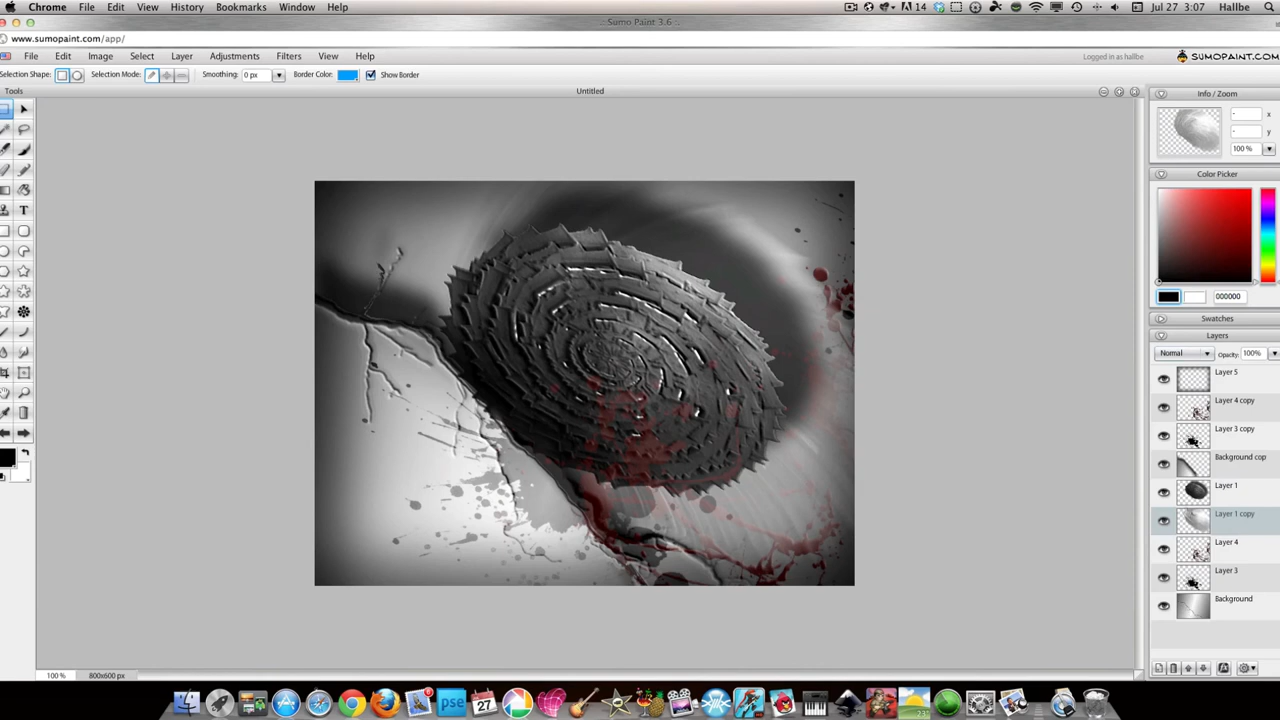 Chrome File Edit View History Bookmarks Window Help 14 Jul 27 3:07 Hallbe
.: Sumo Paint 3.6 :.
www.sumopaint.com/app/
File Edit Image Select Layer Adjustments Filters View Help Logged in as hallbe SUMOPAINT.COM
Selection Shape: Selection Mode: Smoothing: 0 px Border Color: Show Border
Tools Untitled Info / Zoom
- x
- y
100 %
Color Picker
T
000000
Swatches
Layers
Normal Opacity: 100%
Layer 5
Layer 4 copy
Layer 3 copy
Background cop
Layer 1
Layer 1 copy
Layer 4
Layer 3
Background
100 % 800x600 px
pse 27